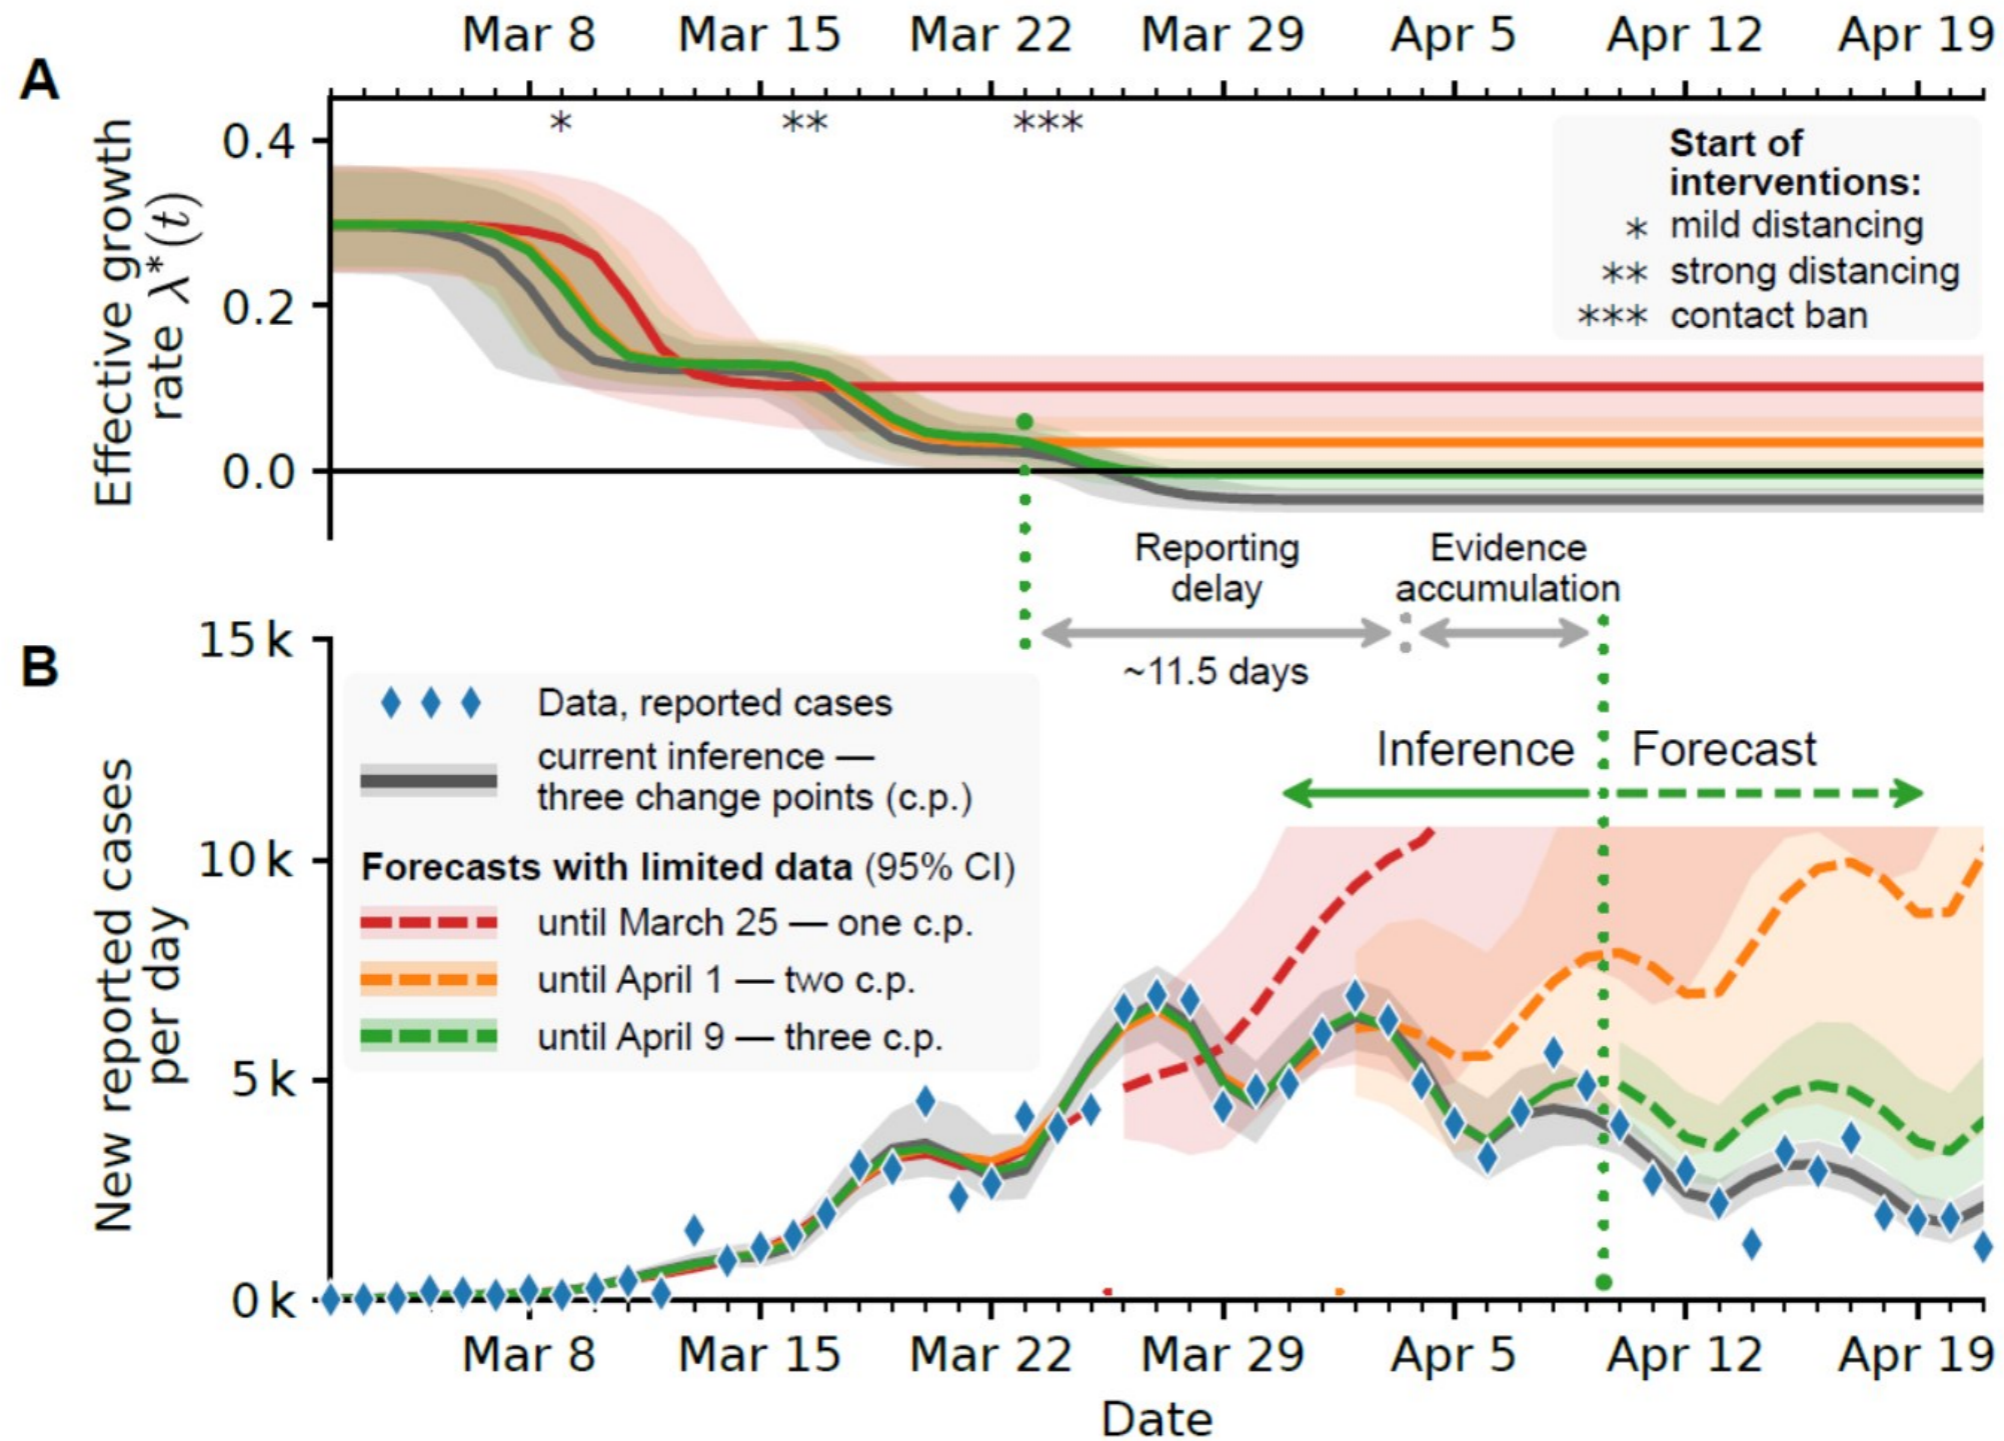 Mar 8 Mar 15 Mar 22 Mar 29 Apr 5 Apr 12 Apr 19
A
Effective growth
rate λ*(t)
0.4
0.2
0.0
* ** ***
Start of
interventions:
* mild distancing
** strong distancing
*** contact ban
Reporting
delay
~11.5 days
Evidence
accumulation
B
New reported cases
per day
15 k
10 k
5 k
0 k
Data, reported cases
current inference —
three change points (c.p.)
Forecasts with limited data (95% CI)
until March 25 — one c.p.
until April 1 — two c.p.
until April 9 — three c.p.
Inference Forecast
Mar 8 Mar 15 Mar 22 Mar 29 Apr 5 Apr 12 Apr 19
Date